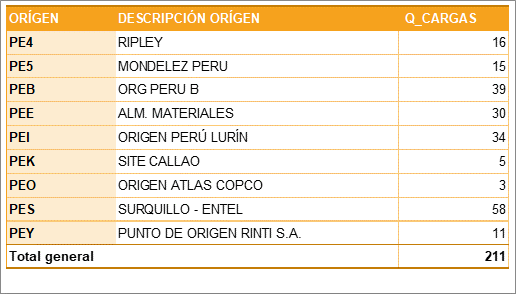 ORÍGEN DESCRIPCIÓN ORÍGEN Q_CARGAS
PE4 RIPLEY 16
PE5 MONDELEZ PERU 15
PEB ORG PERU B 39
PEE ALM. MATERIALES 30
PEI ORIGEN PERÚ LURÍN 34
PEK SITE CALLAO 5
PEO ORIGEN ATLAS COPCO 3
PES SURQUILLO - ENTEL 58
PEY PUNTO DE ORIGEN RINTI S.A. 11
Total general 211